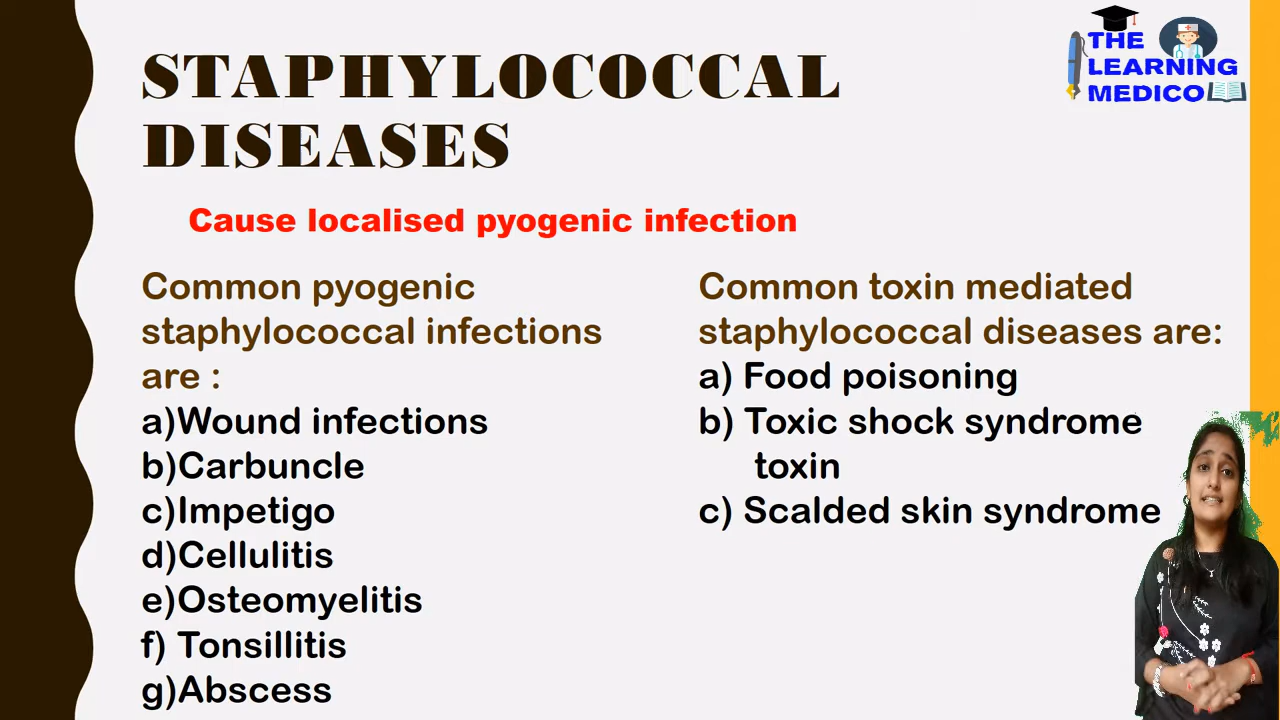 THE
LEARNING
MEDICO
STAPHYLOCOCCAL
DISEASES
Cause localised pyogenic infection
Common pyogenic
staphylococcal infections
are :
a)Wound infections
b)Carbuncle
c)Impetigo
d)Cellulitis
e)Osteomyelitis
f) Tonsillitis
g)Abscess
Common toxin mediated
staphylococcal diseases are:
a) Food poisoning
b) Toxic shock syndrome
toxin
c) Scalded skin syndrome